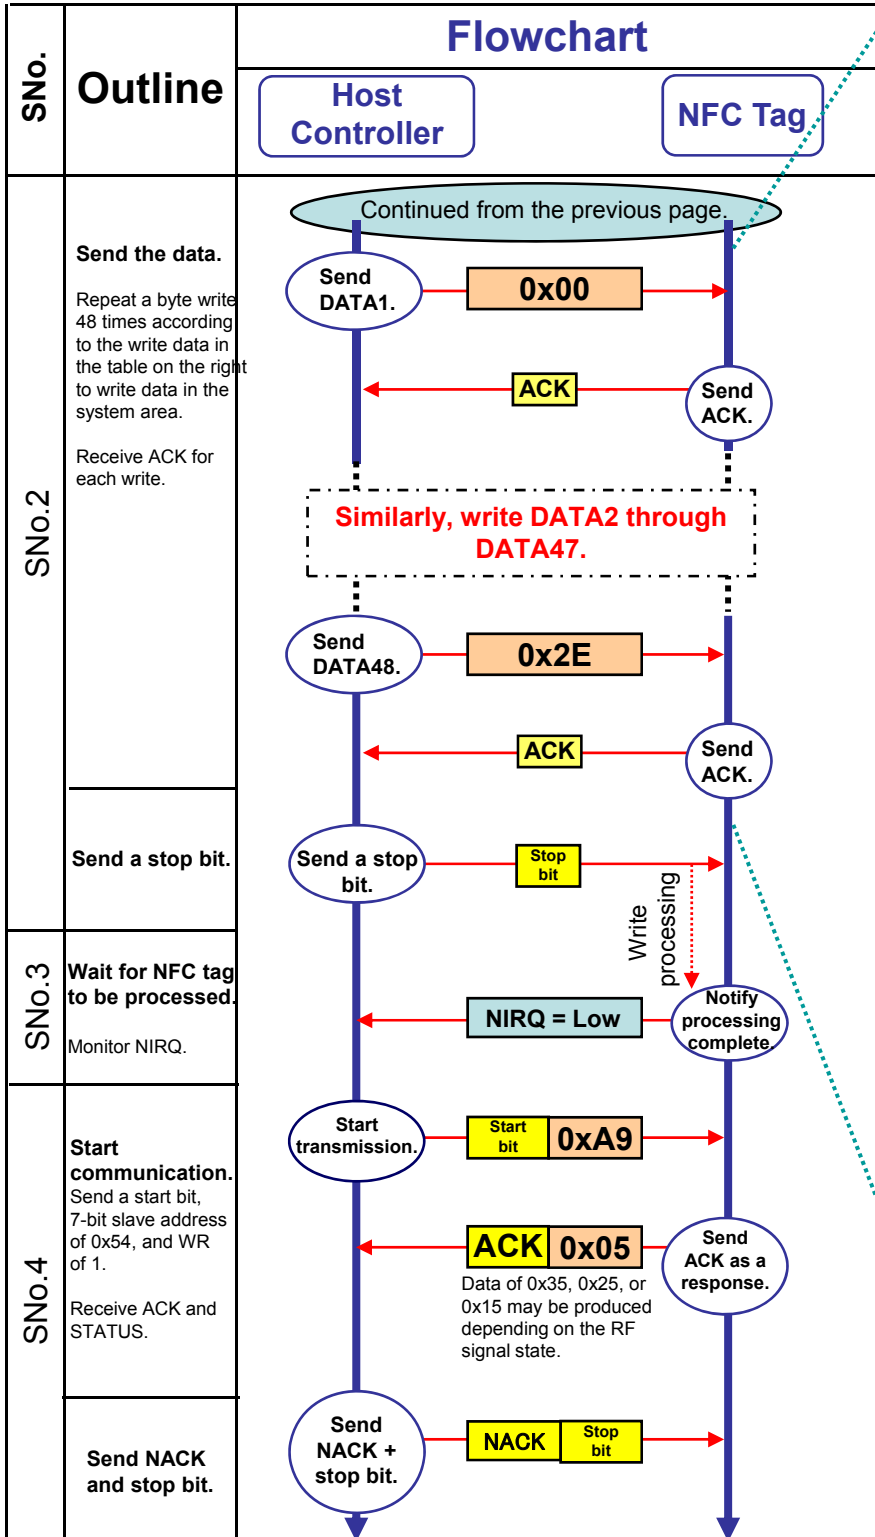 SNo.
Outline
Flowchart
Host
Controller
NFC Tag
SNo.2
Send the data.
Repeat a byte write
48 times according
to the write data in
the table on the right
to write data in the
system area.
Receive ACK for
each write.
Continued from the previous page.
Send
DATA1.
0x00
ACK
Send
ACK.
Similarly, write DATA2 through
DATA47.
Send
DATA48.
0x2E
ACK
Send
ACK.
Send a stop bit.
Send a stop
bit.
Stop
bit
Write
processing
SNo.3
Wait for NFC tag
to be processed.
Monitor NIRQ.
NIRQ = Low
Notify
processing
complete.
SNo.4
Start
communication.
Send a start bit,
7-bit slave address
of 0x54, and WR
of 1.
Receive ACK and
STATUS.
Start
transmission.
Start
bit
0xA9
ACK
0x05
Send
ACK as a
response.
Data of 0x35, 0x25, or
0x15 may be produced
depending on the RF
signal state.
Send NACK
and stop bit.
Send
NACK +
stop bit.
NACK
Stop
bit